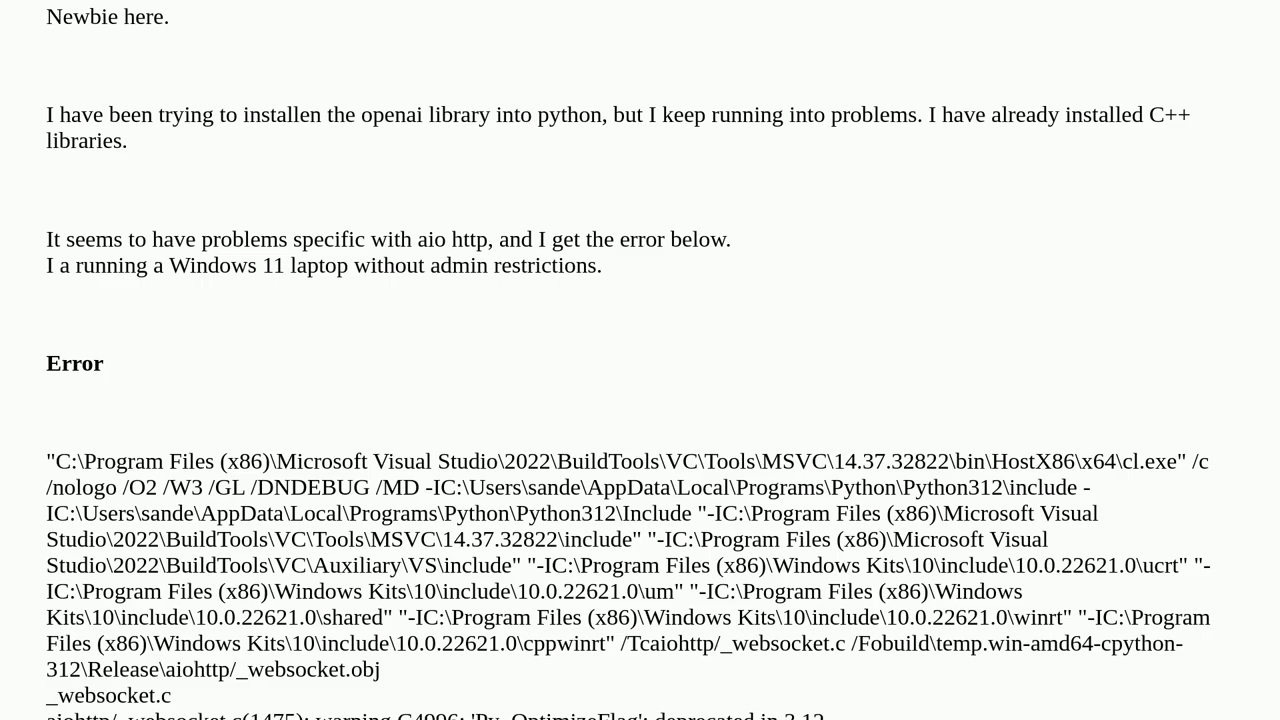 Newbie here.
I have been trying to installen the openai library into python, but I keep running into problems. I have already installed C++
libraries.
It seems to have problems specific with aio http, and I get the error below.
I a running a Windows 11 laptop without admin restrictions.
Error
"C:\Program Files (x86)\Microsoft Visual Studio\2022\BuildTools\VC\Tools\MSVC\14.37.32822\bin\HostX86\x64\cl.exe" /c
/nologo /O2 /W3 /GL /DNDEBUG /MD -IC:\Users\sande\AppData\Local\Programs\Python\Python312\include -
IC:\Users\sande\AppData\Local\Programs\Python\Python312\Include "-IC:\Program Files (x86)\Microsoft Visual
Studio\2022\BuildTools\VC\Tools\MSVC\14.37.32822\include" "-IC:\Program Files (x86)\Microsoft Visual
Studio\2022\BuildTools\VC\Auxiliary\VS\include" "-IC:\Program Files (x86)\Windows Kits\10\include\10.0.22621.0\ucrt" "-
IC:\Program Files (x86)\Windows Kits\10\include\10.0.22621.0\um" "-IC:\Program Files (x86)\Windows
Kits\10\include\10.0.22621.0\shared" "-IC:\Program Files (x86)\Windows Kits\10\include\10.0.22621.0\winrt" "-IC:\Program
Files (x86)\Windows Kits\10\include\10.0.22621.0\cppwinrt" /Tcaiohttp/_websocket.c /Fobuild\temp.win-amd64-cpython-
312\Release\aiohttp/_websocket.obj
_websocket.c
aiohttp/_websocket.c(1475): warning C4996: 'Py_OptimizeFlag': deprecated in 3.12